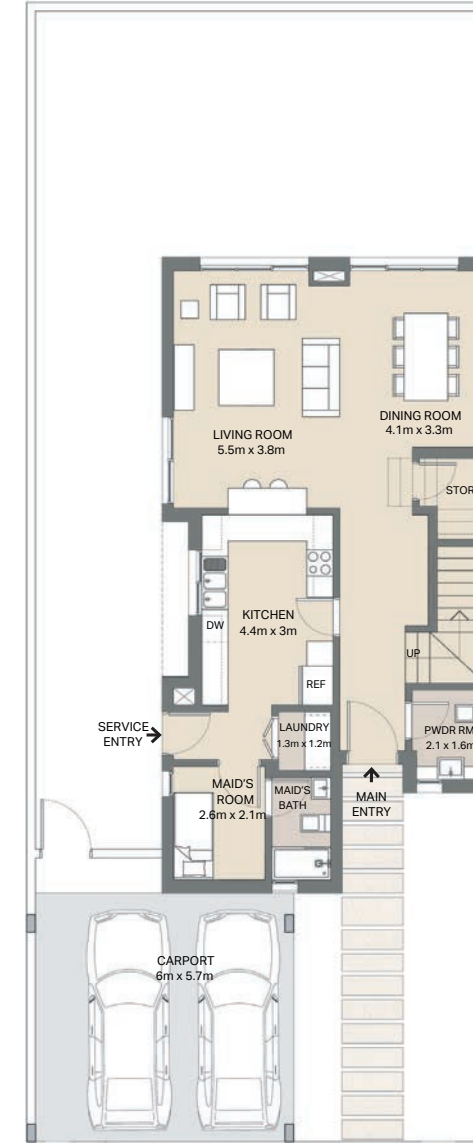 DINING ROOM
4.1m x 3.3m
LIVING ROOM
5.5m x 3.8m
STOR
KITCHEN
4.4m x 3m
DW
UP
REF
SERVICE
ENTRY
LAUNDRY
1.3m x 1.2m
PWDR RM
2.1 x 1.6m
MAID'S
ROOM
2.6m x 2.1m
MAID'S
BATH
MAIN
ENTRY
CARPORT
6m x 5.7m